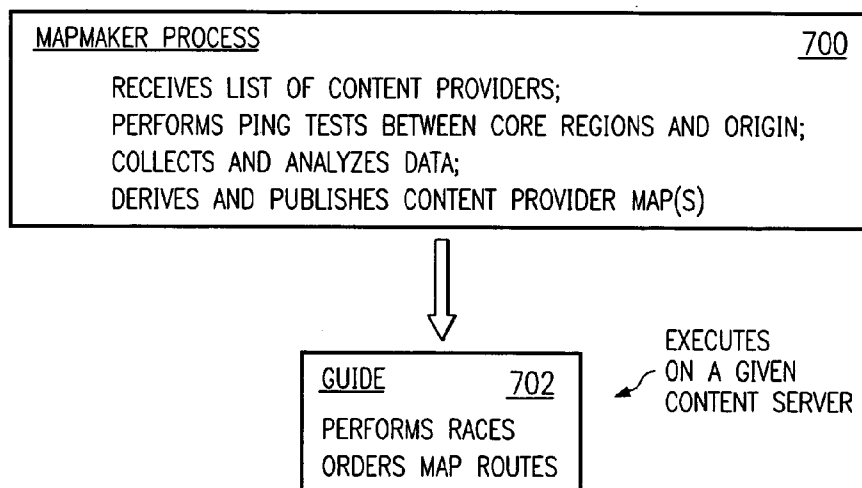 MAPMAKER PROCESS 700
RECEIVES LIST OF CONTENT PROVIDERS;
PERFORMS PING TESTS BETWEEN CORE REGIONS AND ORIGIN;
COLLECTS AND ANALYZES DATA;
DERIVES AND PUBLISHES CONTENT PROVIDER MAP(S)
GUIDE 702
PERFORMS RACES
ORDERS MAP ROUTES
EXECUTES
ON A GIVEN
CONTENT SERVER